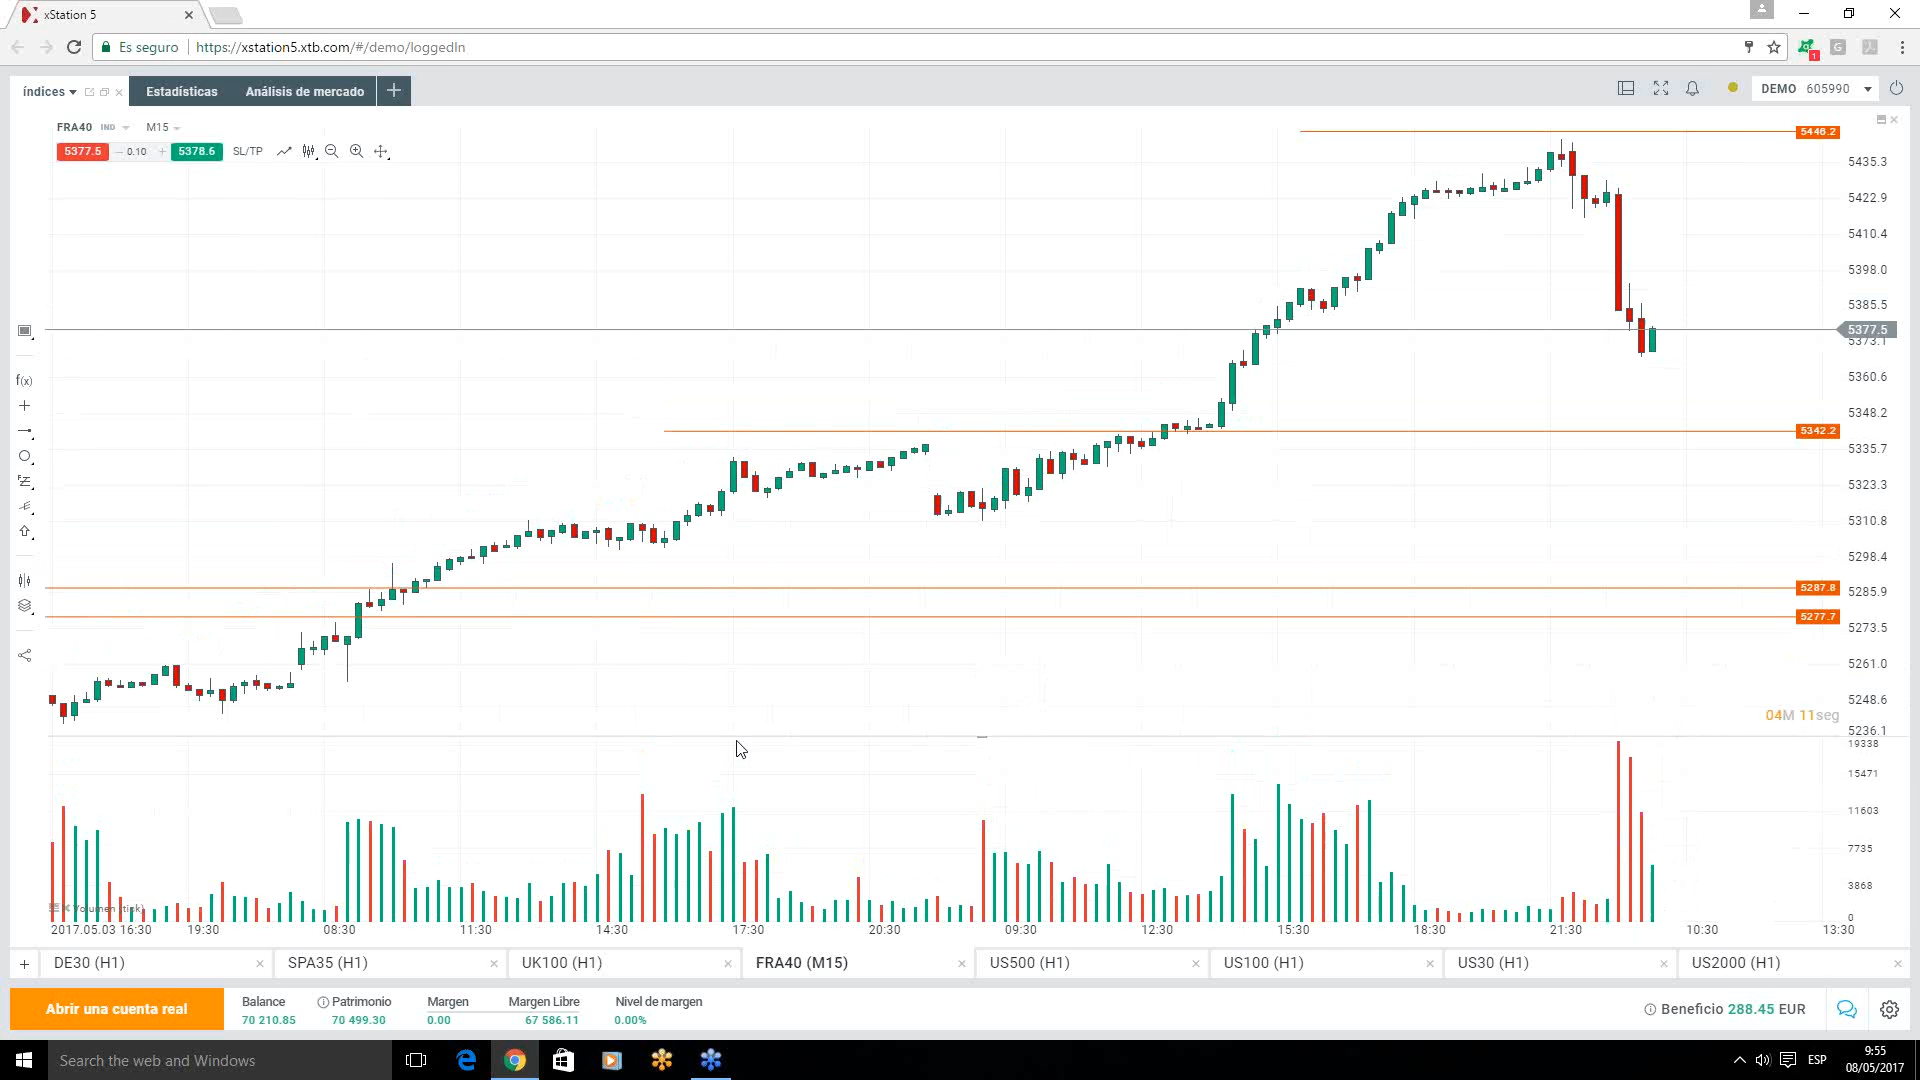 xStation 5
Es seguro
https://xstation5.xtb.com/#/demo/loggedIn
1
índices
Estadísticas
Análisis de mercado
DEMO 605990
FRA40 IND M15
5377.5 0.10 5378.6 SL/TP
5446.2
5435.3
5422.9
5410.4
5398.0
5385.5
5377.5
5373.1
5360.6
5348.2
5342.2
5335.7
5323.3
5310.8
5298.4
5287.8
5285.9
5277.7
5273.5
5261.0
5248.6
5236.1
f(x)
04M 11seg
19338
15471
11603
7735
3868
0
Volumen (tick)
2017.05.03 16:30 19:30 08:30 11:30 14:30 17:30 20:30 09:30 12:30 15:30 18:30 21:30 10:30 13:30
DE30 (H1) SPA35 (H1) UK100 (H1) FRA40 (M15) US500 (H1) US100 (H1) US30 (H1) US2000 (H1)
Abrir una cuenta real
Balance Patrimonio Margen Margen Libre Nivel de margen
70 210.85 70 499.30 0.00 67 586.11 0.00%
Beneficio 288.45 EUR
Search the web and Windows
ESP
9:55
08/05/2017